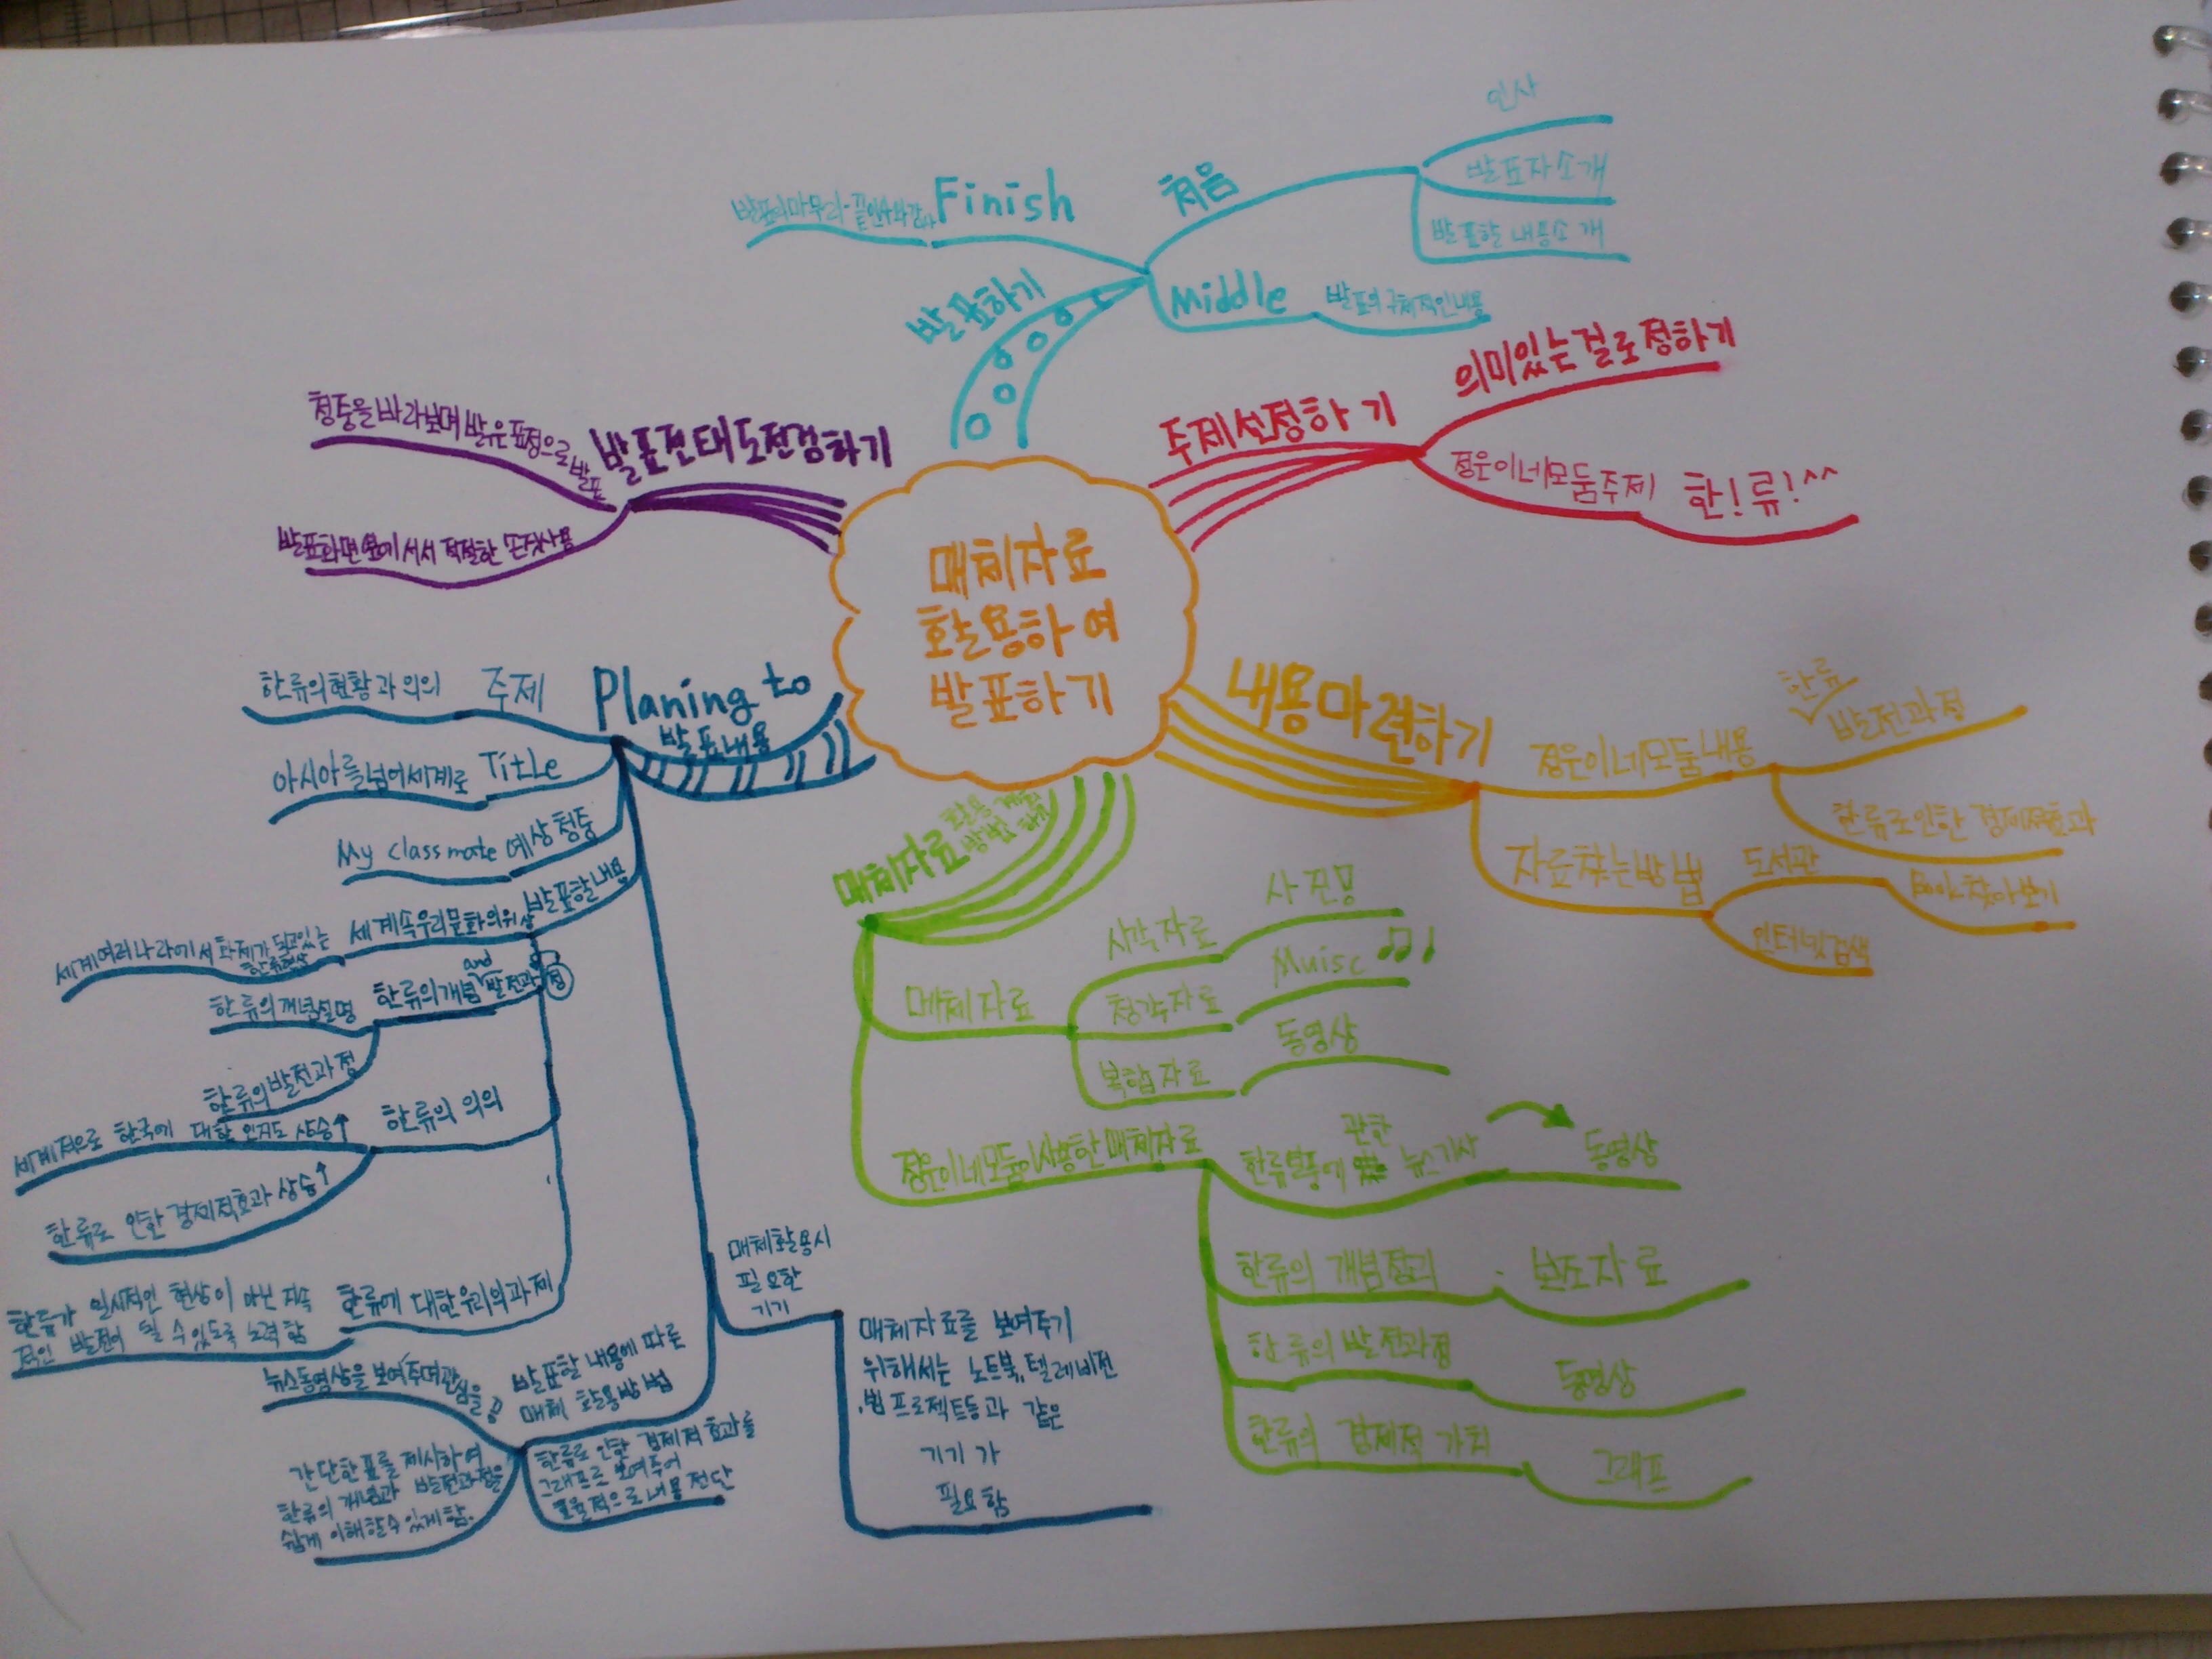 매체자료
활용하여
발표하기
발표하기
처음
인사
발표자소개
발표할 내용소개
Middle
발표의 구체적인내용
Finish
발표의마무리-끝인사와감사
주제선정하기
의미있는걸로정하기
정운이네모둠주제
한!류!^^
내용마련하기
정운이네모둠내용
한류
발전과정
한류로인한 경제적효과
자료찾는방법
도서관
찾아보기
인터넷검색
매체자료
활용
방법
매체자료
시각자료
사진
청각자료
Muisc
복합자료
동영상
정운이네모둠이사용한매체자료
관한
한류열풍에 뉴스기사
동영상
한류의 개념정리
보조자료
한류의발전과정
동영상
한류의 경제적 가치
그래프
Planing to
발표내용
주제
한류의현황과의의
Title
아시아를넘어세계로
예상청중
My classmate
발표할내용
세계속우리문화의위상
세계여러나라에서 화제가 되고있는
한류현상
and
한류의개념 발전과정
한류의개념설명
한류의발전과정
한류의 의의
세계적으로 한국에 대한 인지도 상승↑
한류로 인한 경제적효과 상승↑
한류에 대한우리의과제
한류가 일시적인 현상이 아닌 지속
적인 발전이 될 수 있도록 노력함
매체활용시
필요한
기기
매체자료를 보여주기
위해서는 노트북, 텔레비전
,빔프로젝트등과 같은
기기가
필요함
발표할 내용에 따른
매체 활용방법
뉴스동영상을 보여주며관심을
간단한표를 제시하여
한류의 개념과 발전과정을
쉽게 이해할수있게함.
한류로 인한 경제적 효과를
그래프로 보여주어
효율적으로 내용 전달
발표전태도점검하기
청중을바라보며 밝은표정으로 발표
발표화면옆에서서 적절한 손짓사용